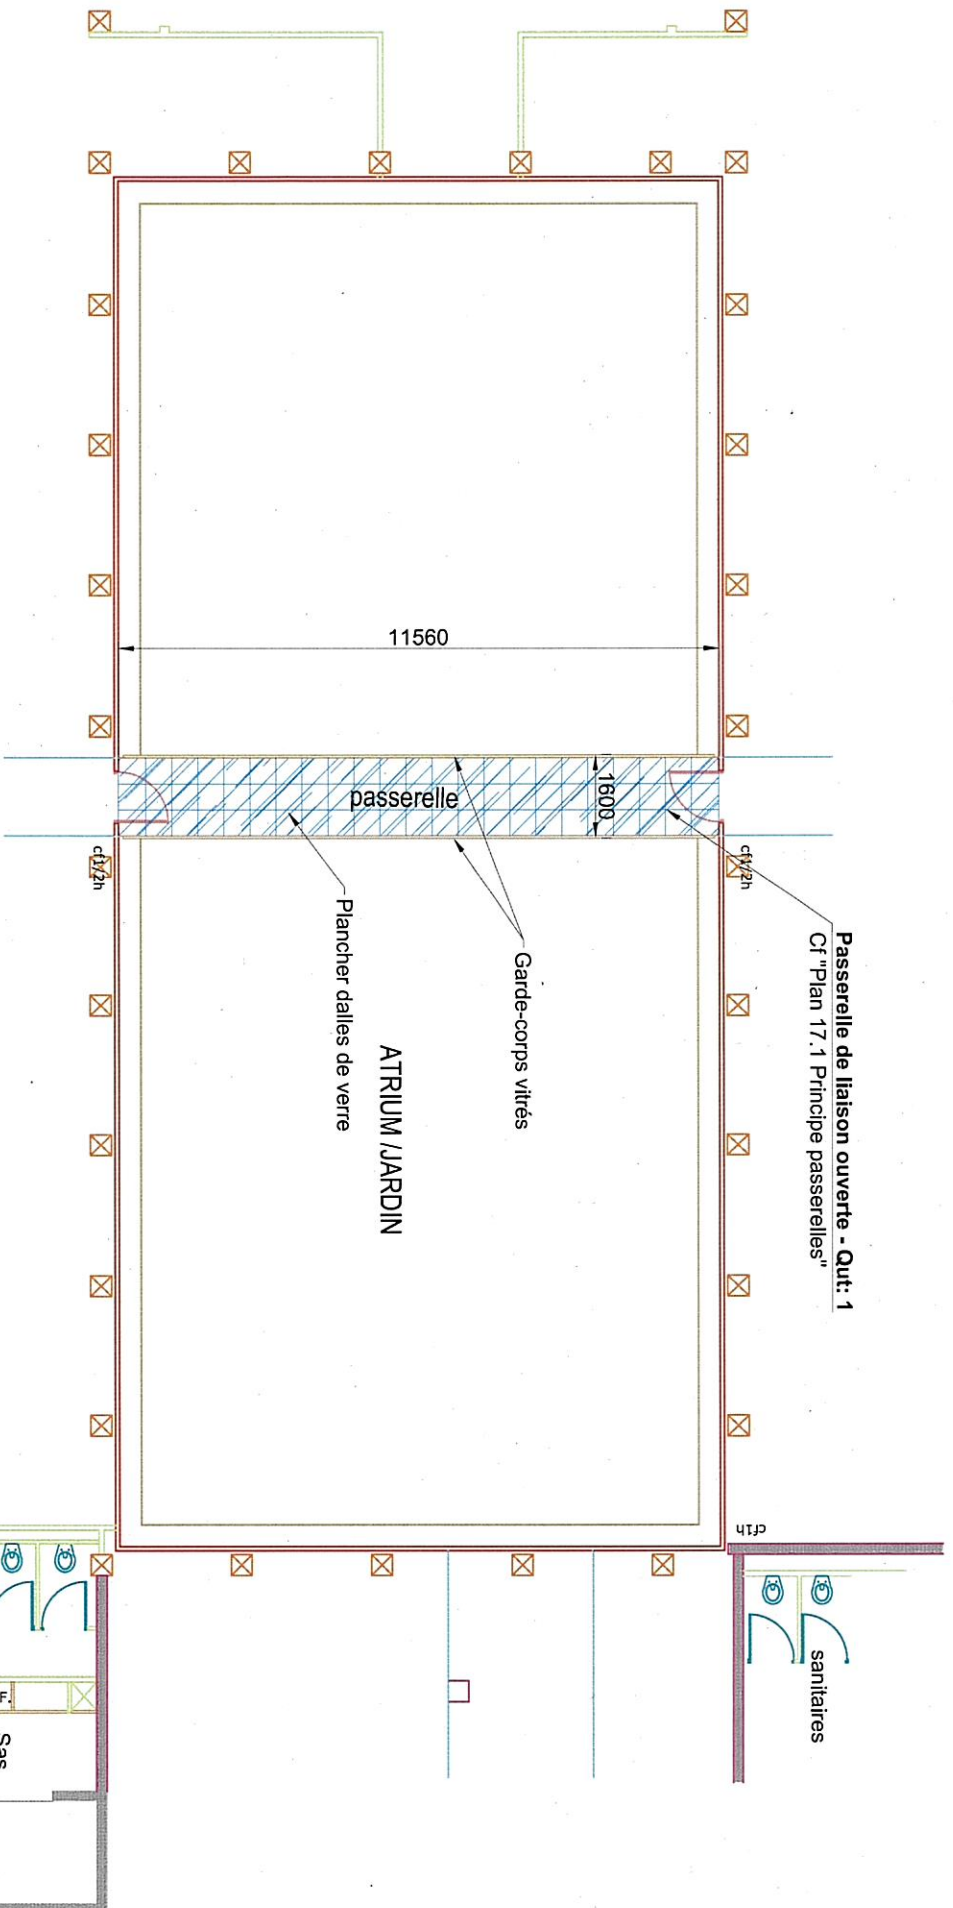 11560
1600
passerelle
cf1/2h
cf1/2h
Passerelle de liaison ouverte - Qut: 1
Cf "Plan 17.1 Principe passerelles"
Garde-corps vitrés
Plancher dalles de verre
ATRIUM /JARDIN
cf1h
sanitaires
F.
Sas